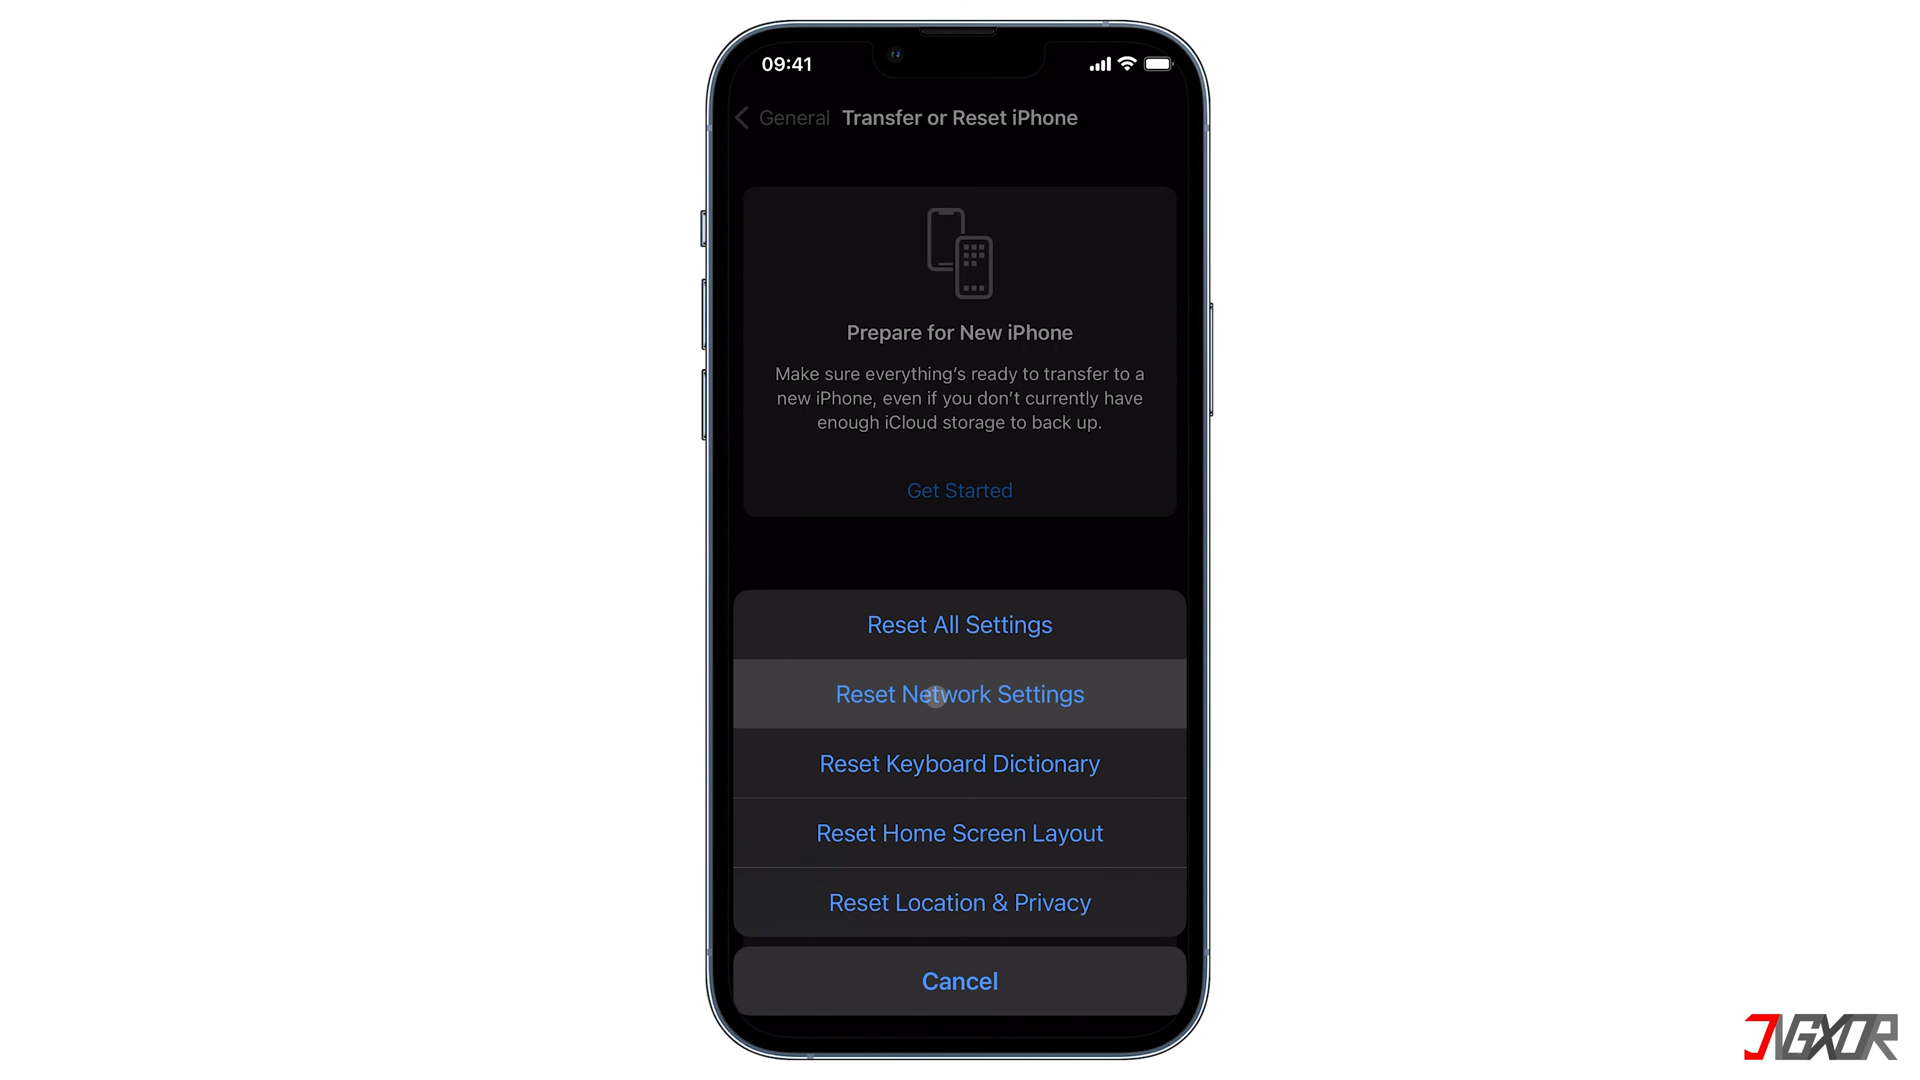 09:41
General Transfer or Reset iPhone
Prepare for New iPhone
Make sure everything's ready to transfer to a
new iPhone, even if you don't currently have
enough iCloud storage to back up.
Get Started
Reset All Settings
Reset Network Settings
Reset Keyboard Dictionary
Reset Home Screen Layout
Reset Location & Privacy
Cancel
JIGXOR